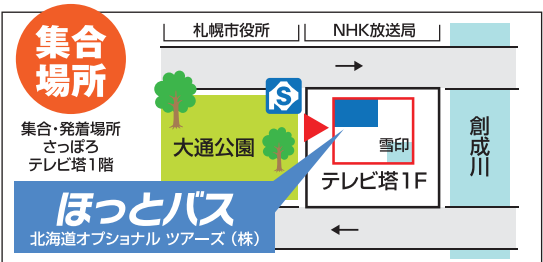 集合
場所
集合・発着場所
さっぽろ
テレビ塔1階
札幌市役所
NHK放送局
S
大通公園
雪印
テレビ塔1F
創成川
ほっとバス
北海道オプショナル ツアーズ（株）